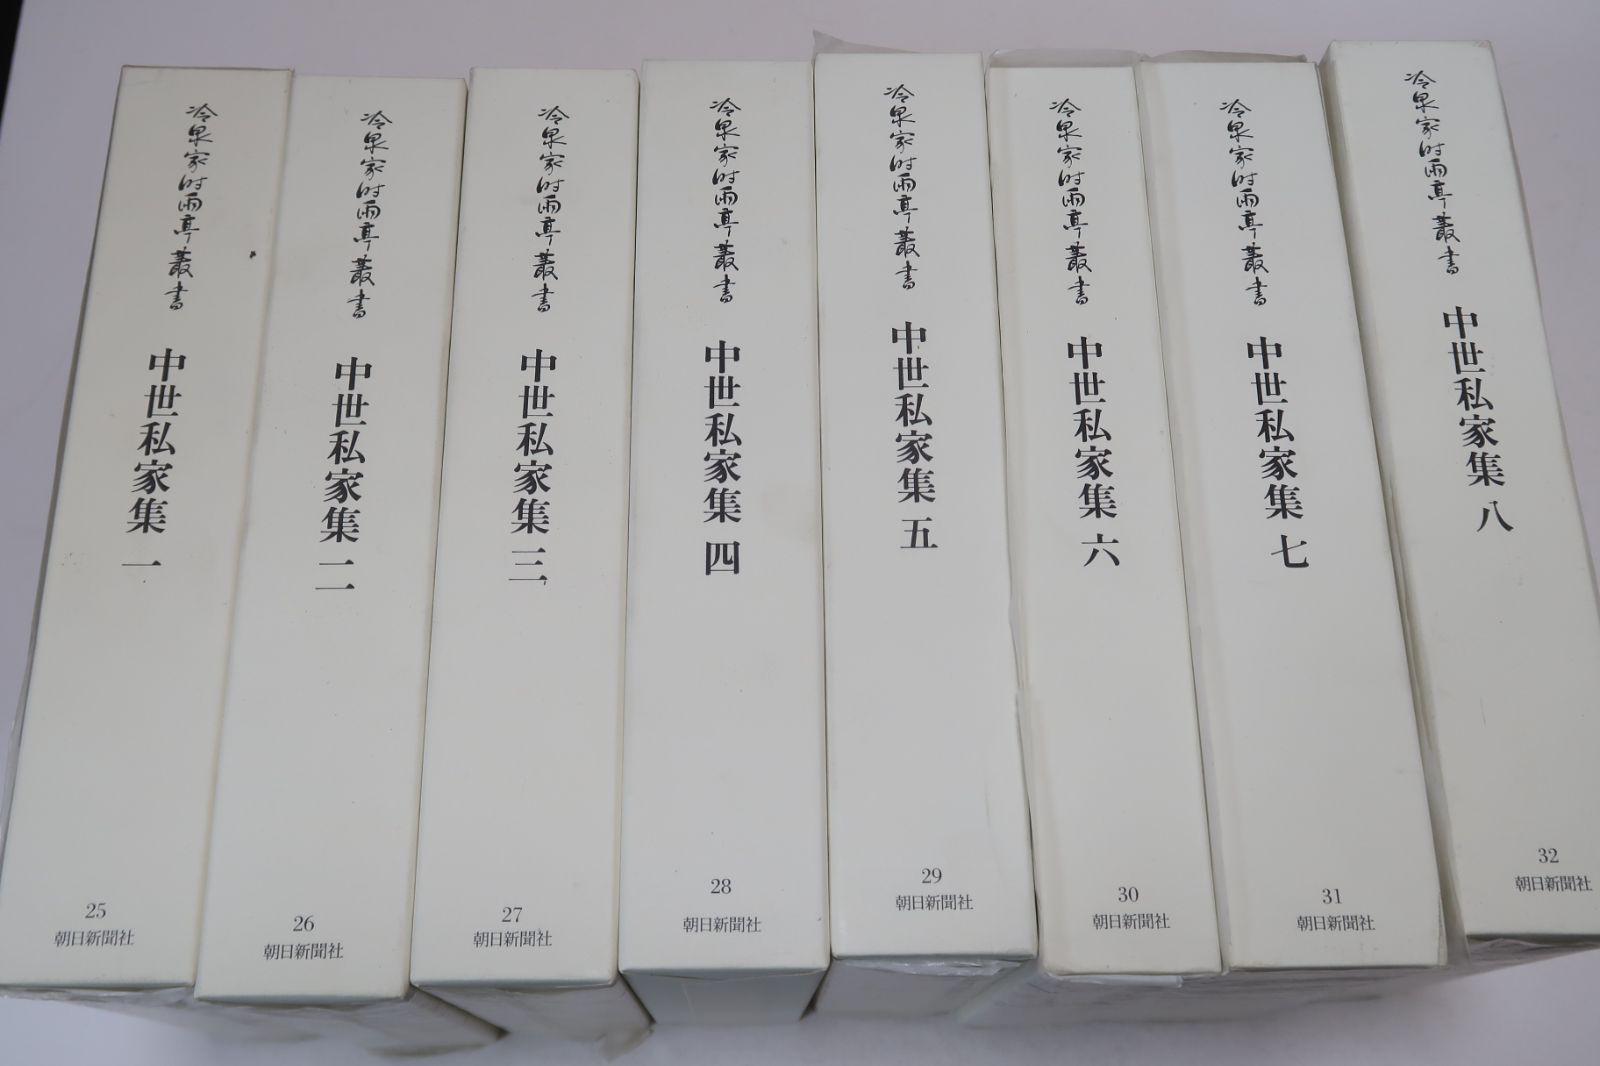 冷泉家時雨亭叢書
中世私家集 一
25
朝日新聞社
冷泉家時雨亭叢書
中世私家集 二
26
朝日新聞社
冷泉家時雨亭叢書
中世私家集 三
27
朝日新聞社
冷泉家時雨亭叢書
中世私家集 四
28
朝日新聞社
冷泉家時雨亭叢書
中世私家集 五
29
朝日新聞社
冷泉家時雨亭叢書
中世私家集 六
30
朝日新聞社
冷泉家時雨亭叢書
中世私家集 七
31
朝日新聞社
冷泉家時雨亭叢書
中世私家集 八
32
朝日新聞社